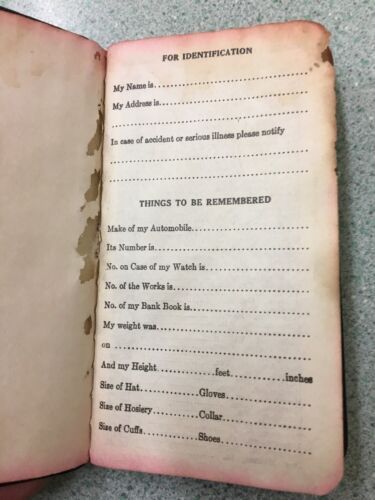 FOR IDENTIFICATION
My Name is........................................
My Address is........................................
..................................................
In case of accident or serious illness please notify
..................................................
..................................................
THINGS TO BE REMEMBERED
Make of my Automobile..............................
Its Number is........................................
No. on Case of my Watch is..........................
No. of the Works is................................
No. of my Bank Book is..............................
My weight was........................................
on ................................................
And my Height..............feet..............inches
Size of Hat..............Gloves....................
Size of Hosiery..............Collar................
Size of Cuffs..............Shoes....................